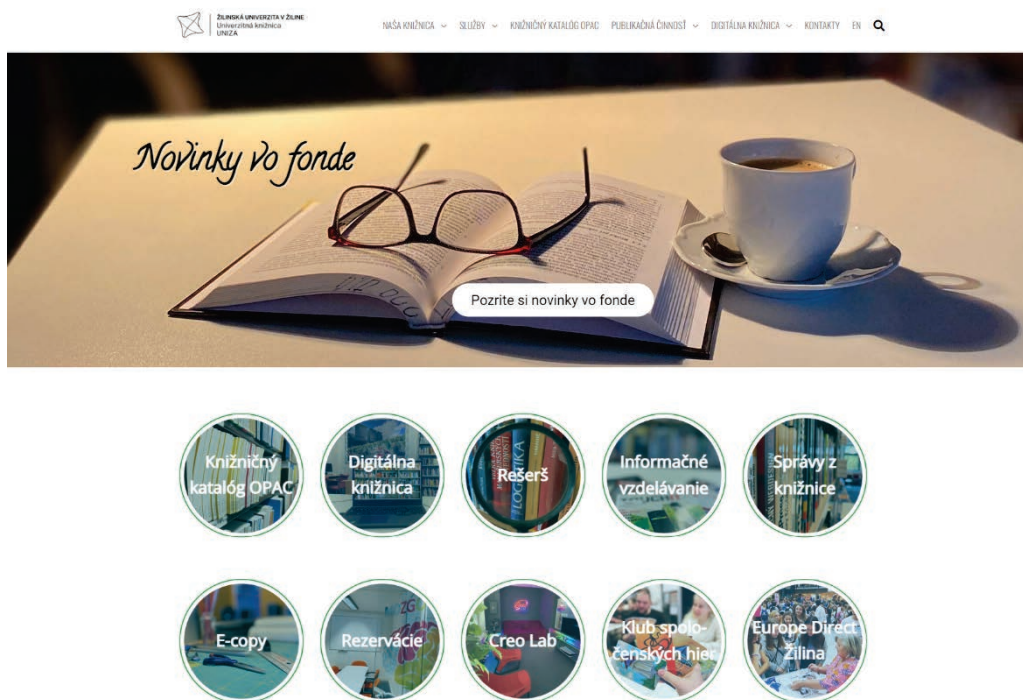 ŽILINSKÁ UNIVERZITA V ŽILINE
Univerzitná knižnica
UNIZA
NAŠA KNIŽNICA SLUŽBY KNIŽNIČNÝ KATALÓG OPAC PUBLIKAČNÁ ČINNOSŤ DIGITÁLNA KNIŽNICA KONTAKTY EN
Novinky vo fonde
Pozrite si novinky vo fonde
Knižničný
katalóg OPAC
Digitálna
knižnica
Rešerš
LOGISTIKA
Informačné
vzdelávanie
Správy z
knižnice
E-copy
Rezervácie
Creo Lab
Klub spolo-
čenských hier
Europe Direct
Žilina